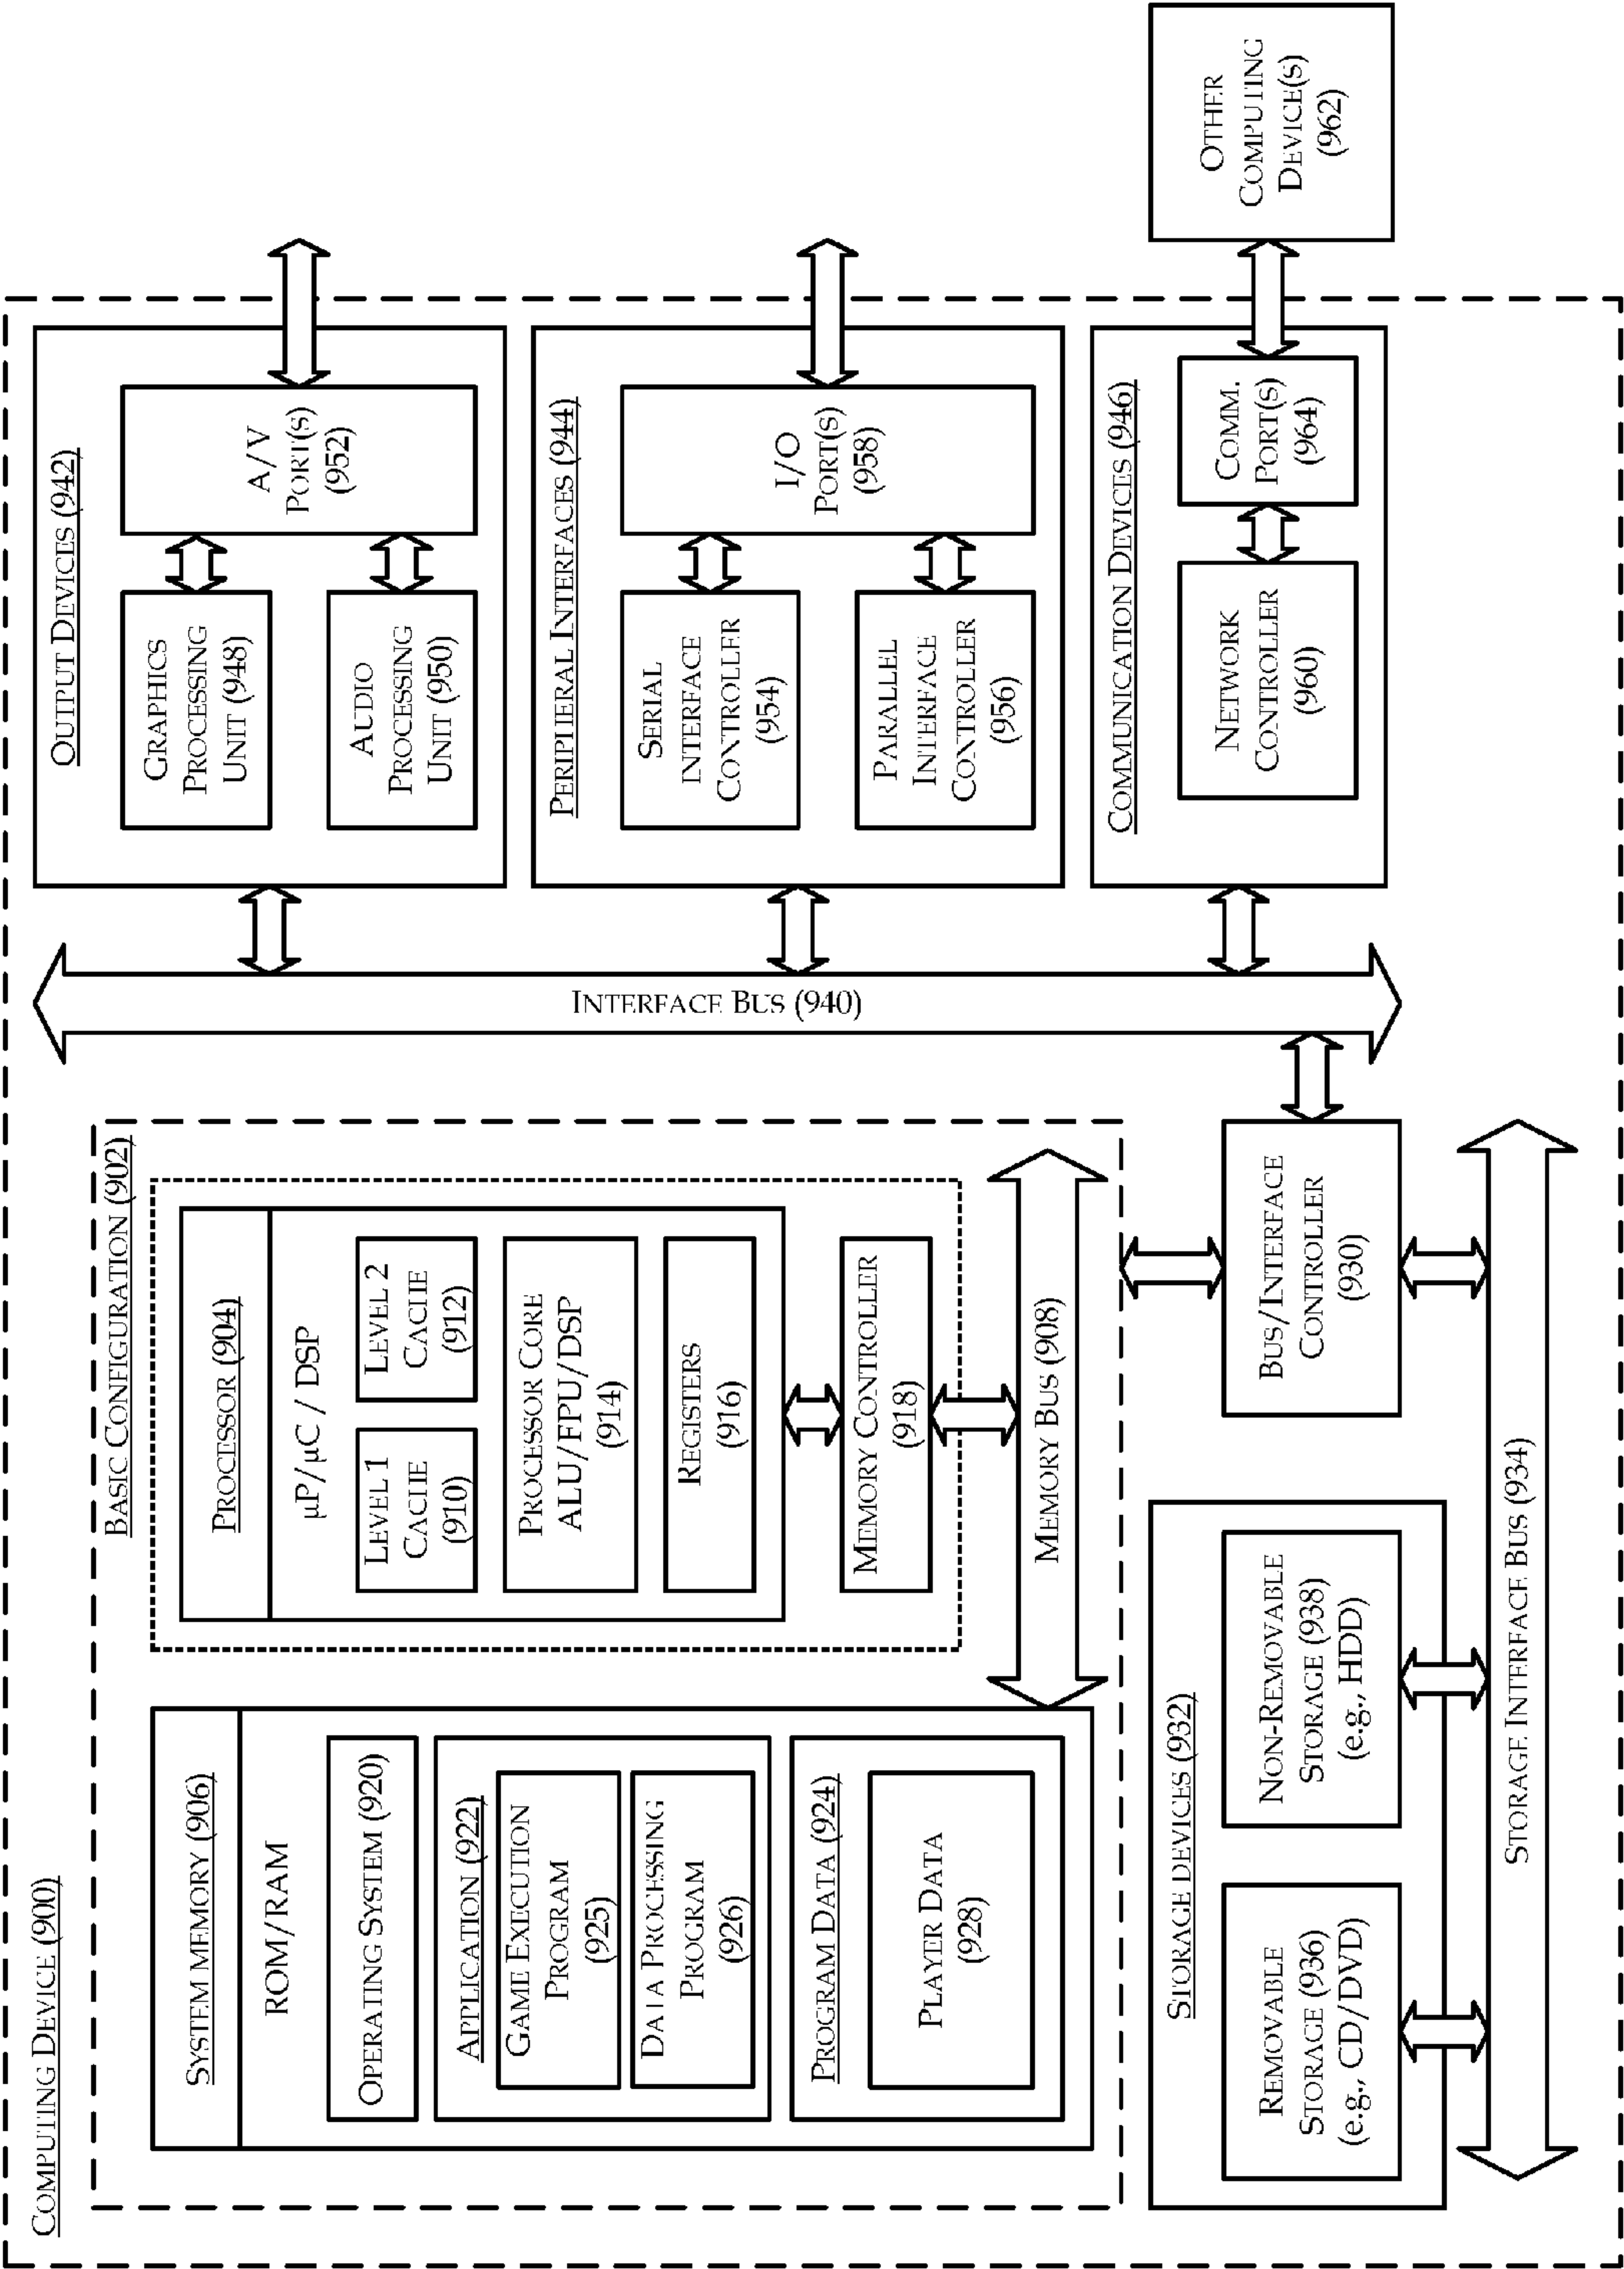 COMPUTING DEVICE (900)
BASIC CONFIGURATION (902)
SYSTEM MEMORY (906)
ROM/RAM
OPERATING SYSTEM (920)
APPLICATION (922)
GAME EXECUTION
PROGRAM
(925)
DATA PROCESSING
PROGRAM
(926)
PROGRAM DATA (924)
PLAYER DATA
(928)
PROCESSOR (904)
µP/µC / DSP
LEVEL 1
CACHE
(910)
LEVEL 2
CACHE
(912)
PROCESSOR CORE
ALU/FPU/DSP
(914)
REGISTERS
(916)
MEMORY CONTROLLER
(918)
MEMORY BUS (908)
STORAGE DEVICES (932)
REMOVABLE
STORAGE (936)
(e.g., CD/DVD)
NON-REMOVABLE
STORAGE (938)
(e.g., HDD)
BUS/INTERFACE
CONTROLLER
(930)
STORAGE INTERFACE BUS (934)
INTERFACE BUS (940)
OUTPUT DEVICES (942)
GRAPHICS
PROCESSING
UNIT (948)
AUDIO
PROCESSING
UNIT (950)
A/V
PORT(S)
(952)
PERIPHERAL INTERFACES (944)
SERIAL
INTERFACE
CONTROLLER
(954)
PARALLEL
INTERFACE
CONTROLLER
(956)
I/O
PORT(S)
(958)
COMMUNICATION DEVICES (946)
NETWORK
CONTROLLER
(960)
COMM.
PORT(S)
(964)
OTHER
COMPUTING
DEVICE(S)
(962)